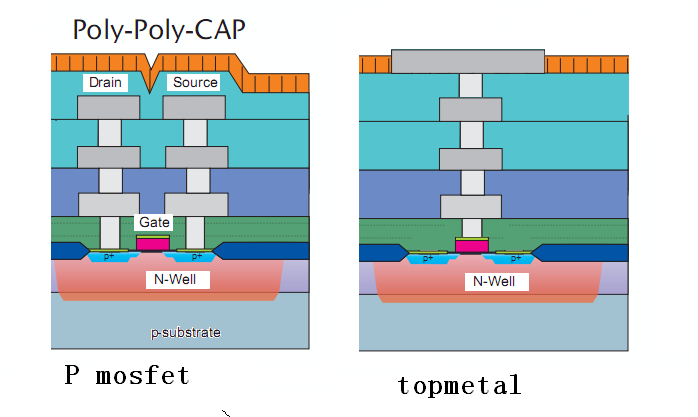 Poly-Poly-CAP
Drain
Source
Gate
p+
p+
N-Well
p-substrate
P mosfet
p+
p+
N-Well
topmetal